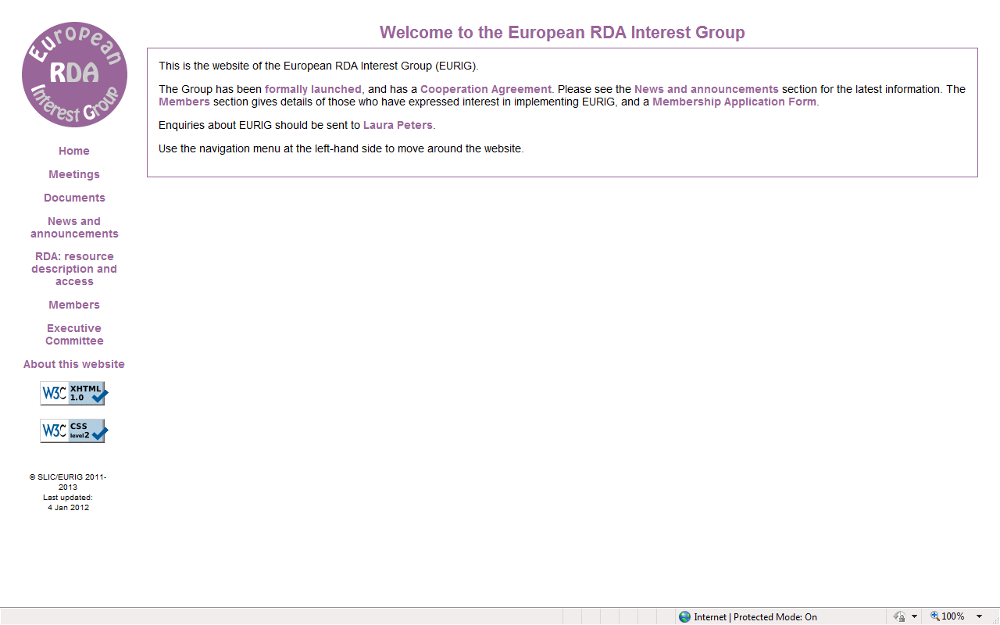 European
RDA
Interest Group
Home
Meetings
Documents
News and
announcements
RDA: resource
description and
access
Members
Executive
Committee
About this website
W3C XHTML
1.0
W3C CSS
level2
© SLIC/EURIG 2011-
2013
Last updated:
4 Jan 2012
Welcome to the European RDA Interest Group
This is the website of the European RDA Interest Group (EURIG).
The Group has been formally launched, and has a Cooperation Agreement. Please see the News and announcements section for the latest information. The
Members section gives details of those who have expressed interest in implementing EURIG, and a Membership Application Form.
Enquiries about EURIG should be sent to Laura Peters.
Use the navigation menu at the left-hand side to move around the website.
Internet | Protected Mode: On
100%